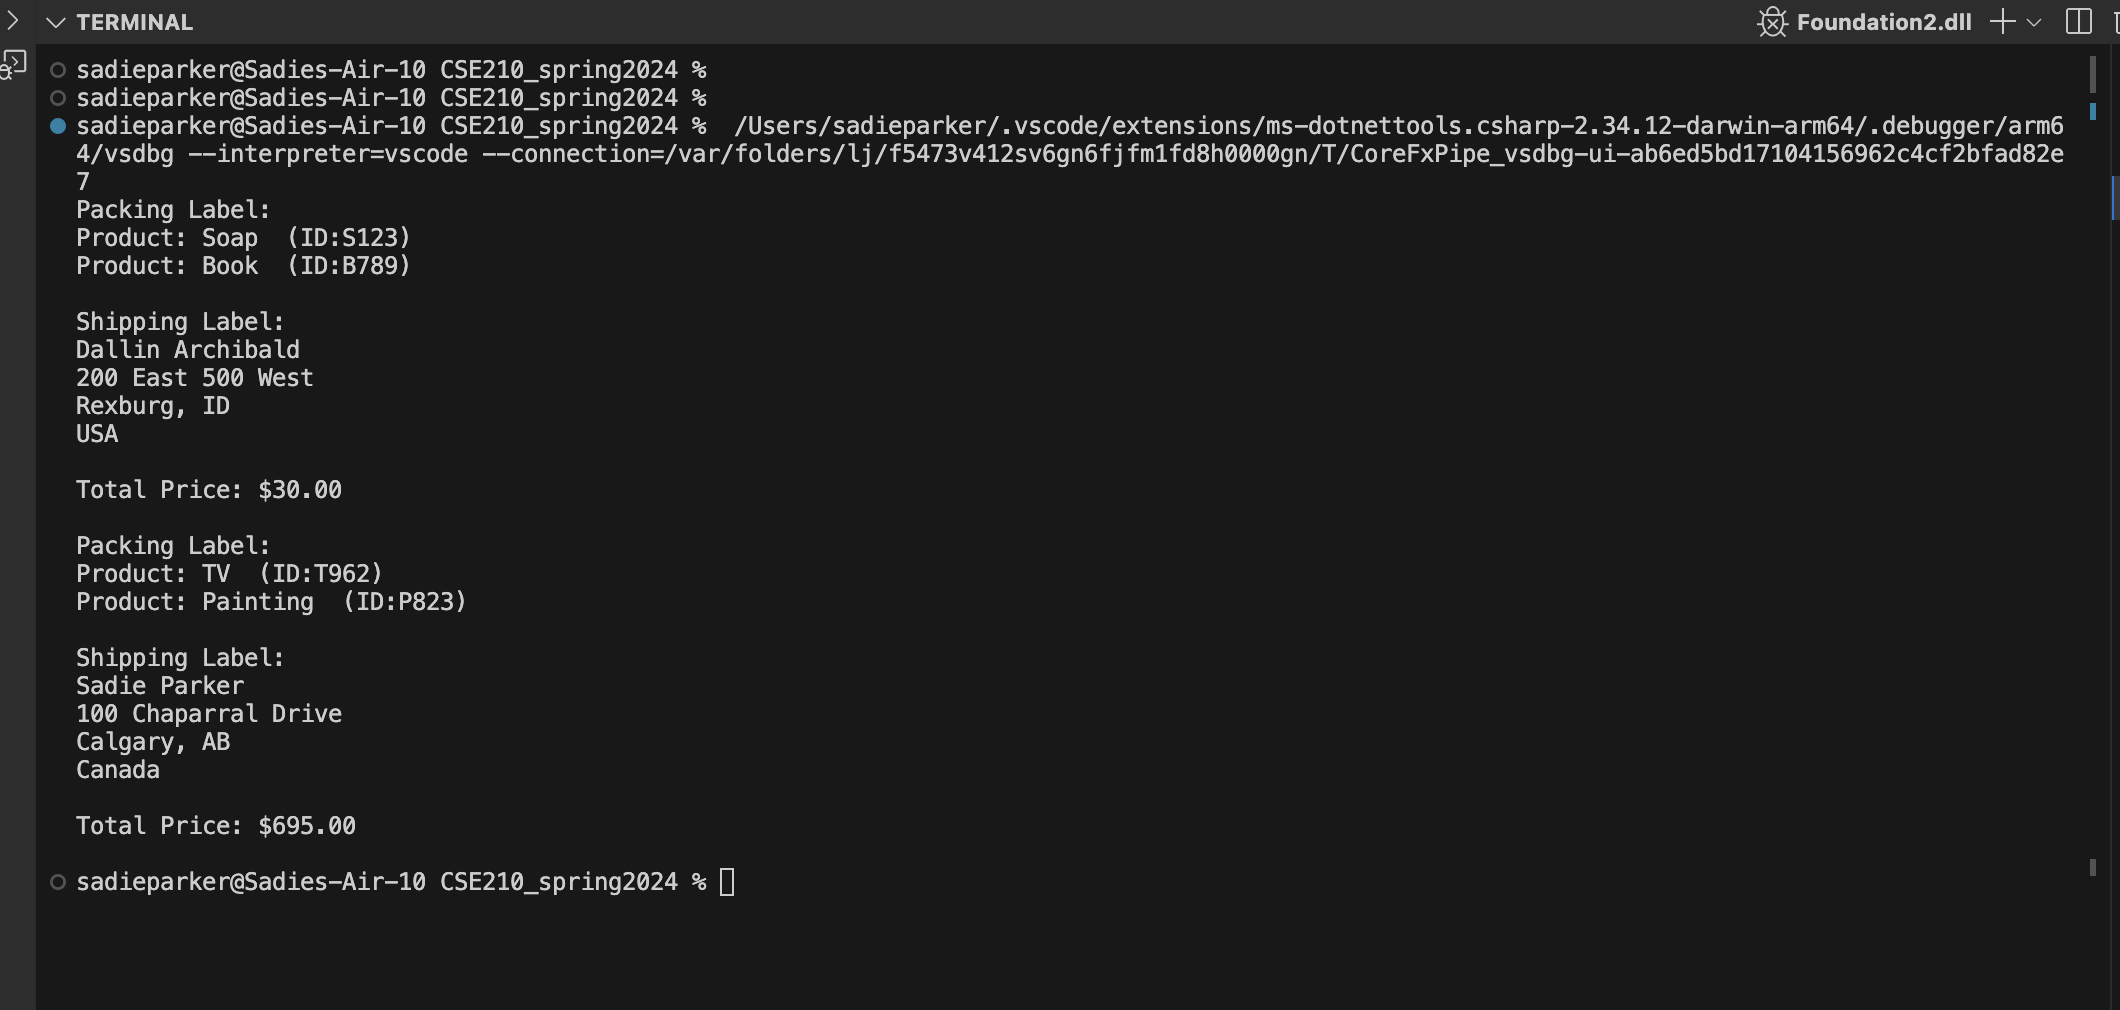 TERMINAL
Foundation2.dll
sadieparker@Sadies-Air-10 CSE210_spring2024 %
sadieparker@Sadies-Air-10 CSE210_spring2024 %
sadieparker@Sadies-Air-10 CSE210_spring2024 %  /Users/sadieparker/.vscode/extensions/ms-dotnettools.csharp-2.34.12-darwin-arm64/.debugger/arm6
4/vsdbg --interpreter=vscode --connection=/var/folders/lj/f5473v412sv6gn6fjfm1fd8h0000gn/T/CoreFxPipe_vsdbg-ui-ab6ed5bd17104156962c4cf2bfad82e
7
Packing Label:
Product: Soap  (ID:S123)
Product: Book  (ID:B789)
Shipping Label:
Dallin Archibald
200 East 500 West
Rexburg, ID
USA
Total Price: $30.00
Packing Label:
Product: TV  (ID:T962)
Product: Painting  (ID:P823)
Shipping Label:
Sadie Parker
100 Chaparral Drive
Calgary, AB
Canada
Total Price: $695.00
sadieparker@Sadies-Air-10 CSE210_spring2024 %